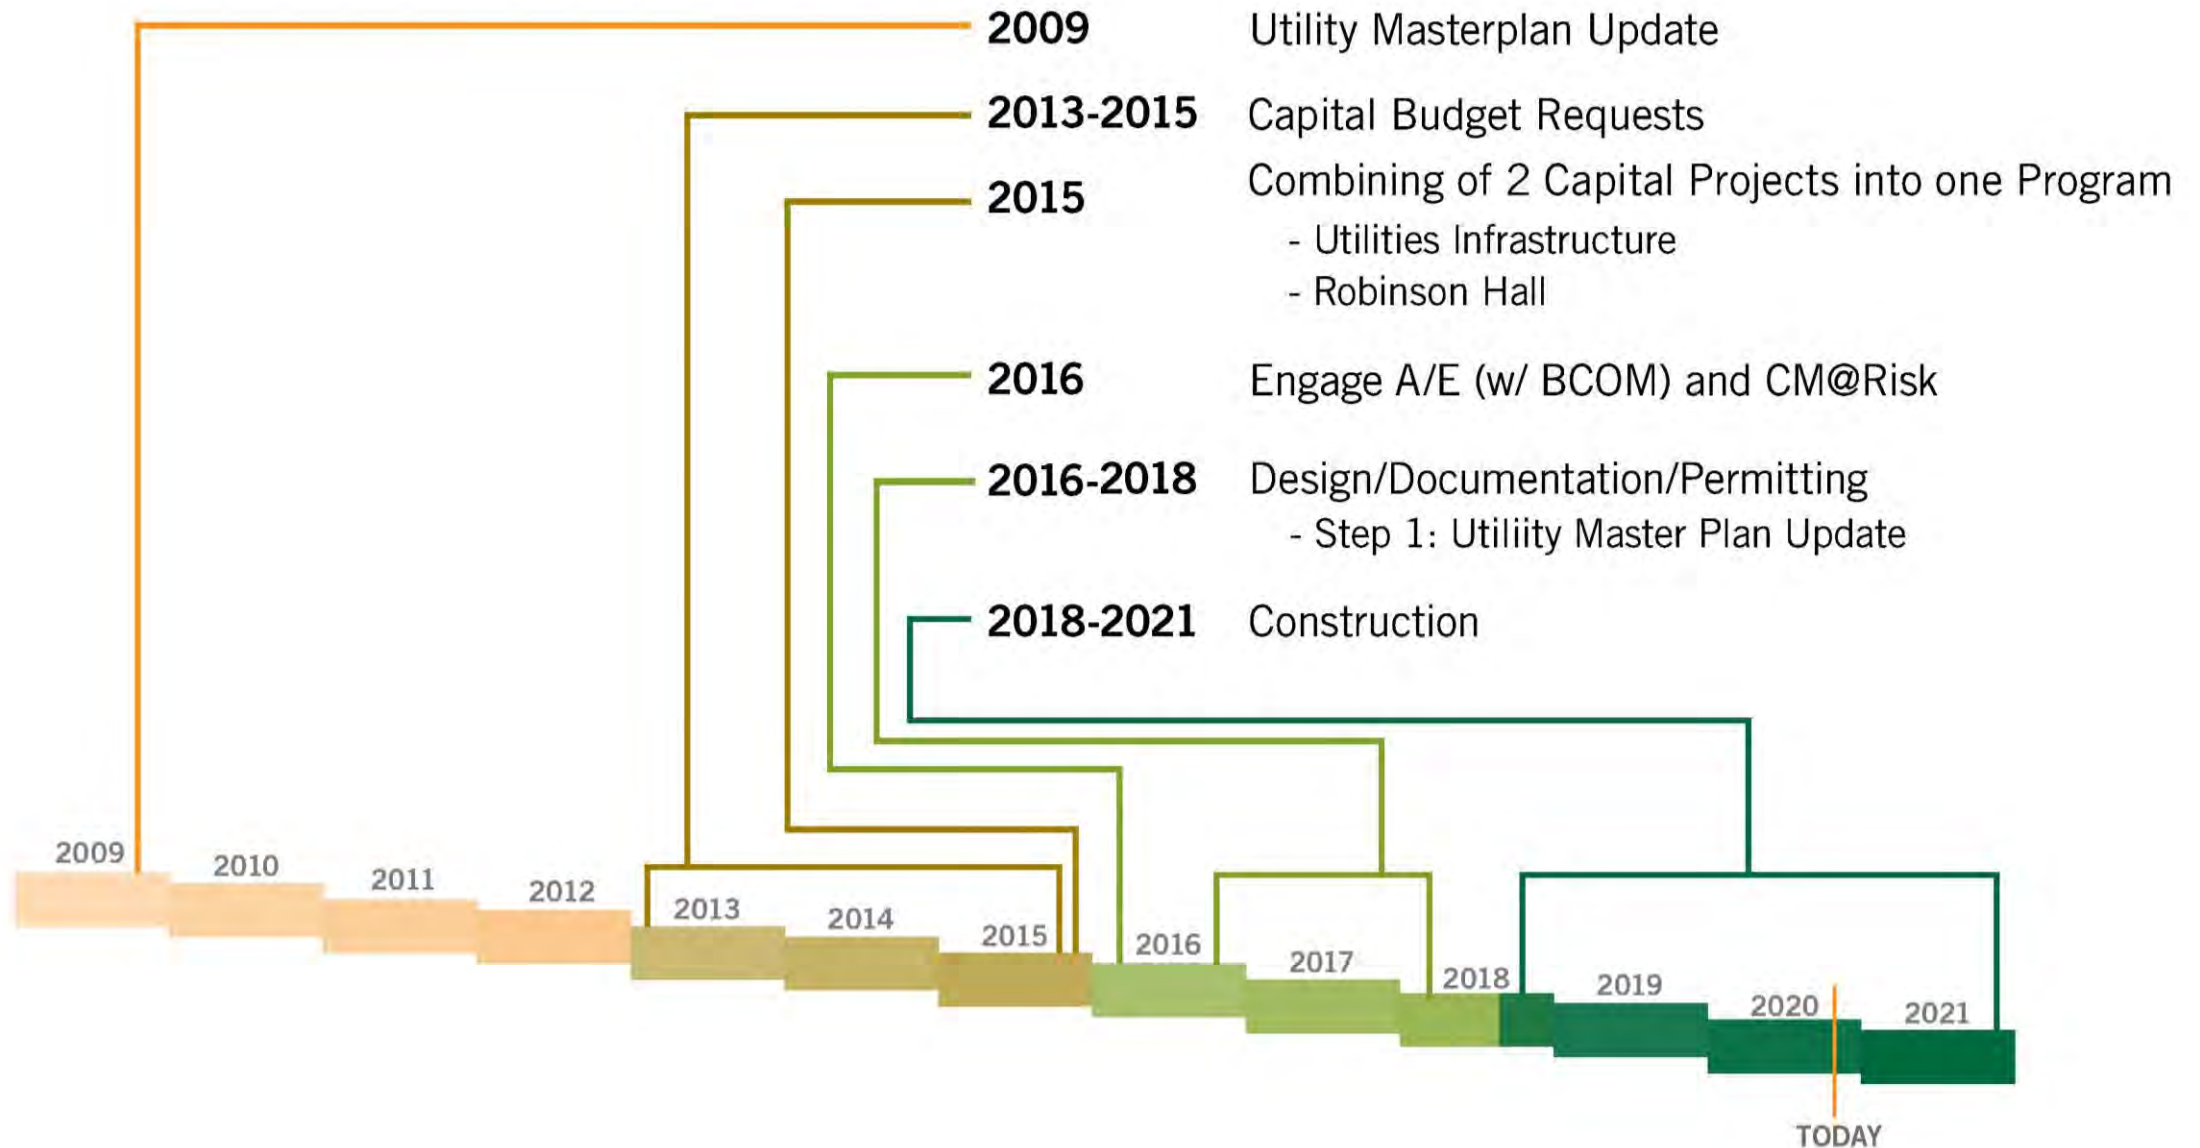 2009 Utility Masterplan Update
2013-2015 Capital Budget Requests
2015 Combining of 2 Capital Projects into one Program
- Utilities Infrastructure
- Robinson Hall
2016 Engage A/E (w/ BCOM) and CM@Risk
2016-2018 Design/Documentation/Permitting
- Step 1: Utiliity Master Plan Update
2018-2021 Construction
2009
2010
2011
2012
2013
2014
2015
2016
2017
2018
2019
2020
2021
TODAY